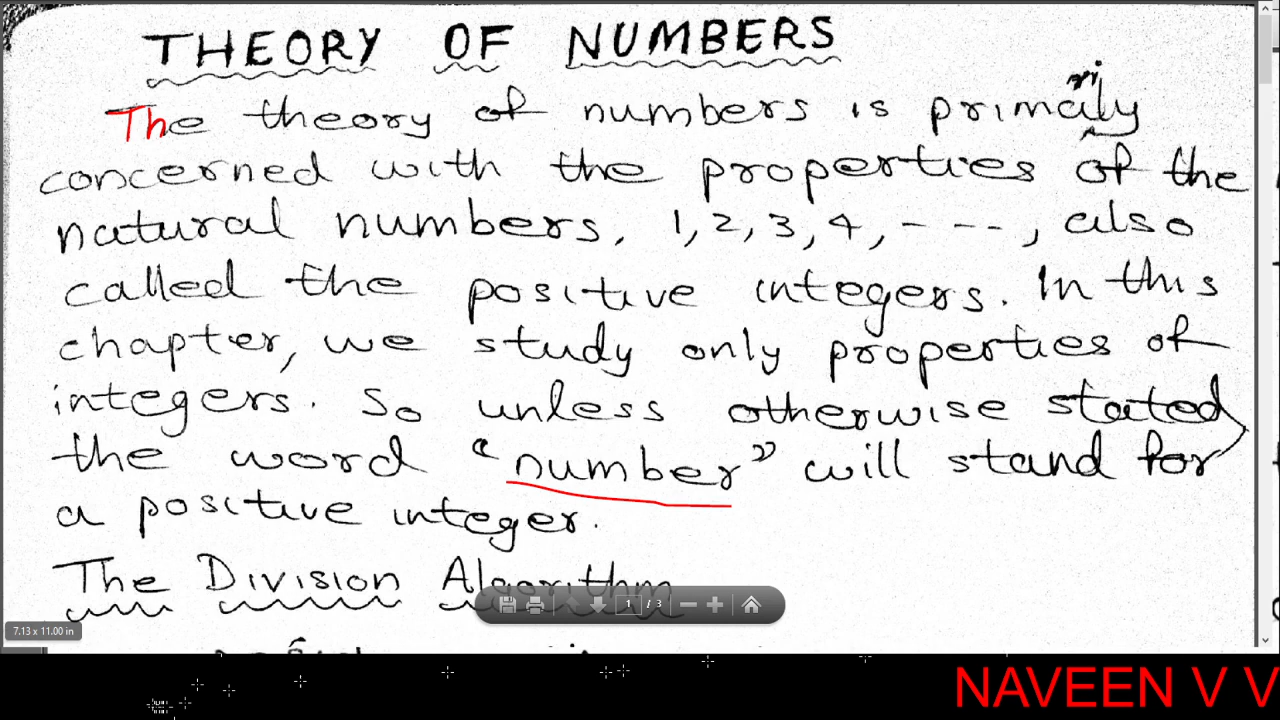 THEORY OF NUMBERS
The theory of numbers is primarily
concerned with the properties of the
natural numbers, 1, 2, 3, 4, - - - -, also
called the positive integers. In this
chapter, we study only properties of
integers. So unless otherwise stated
the word "number" will stand for
a positive integer.
The Division Algorithm
1 / 3
7.13 x 11.00 in
NAVEEN V V